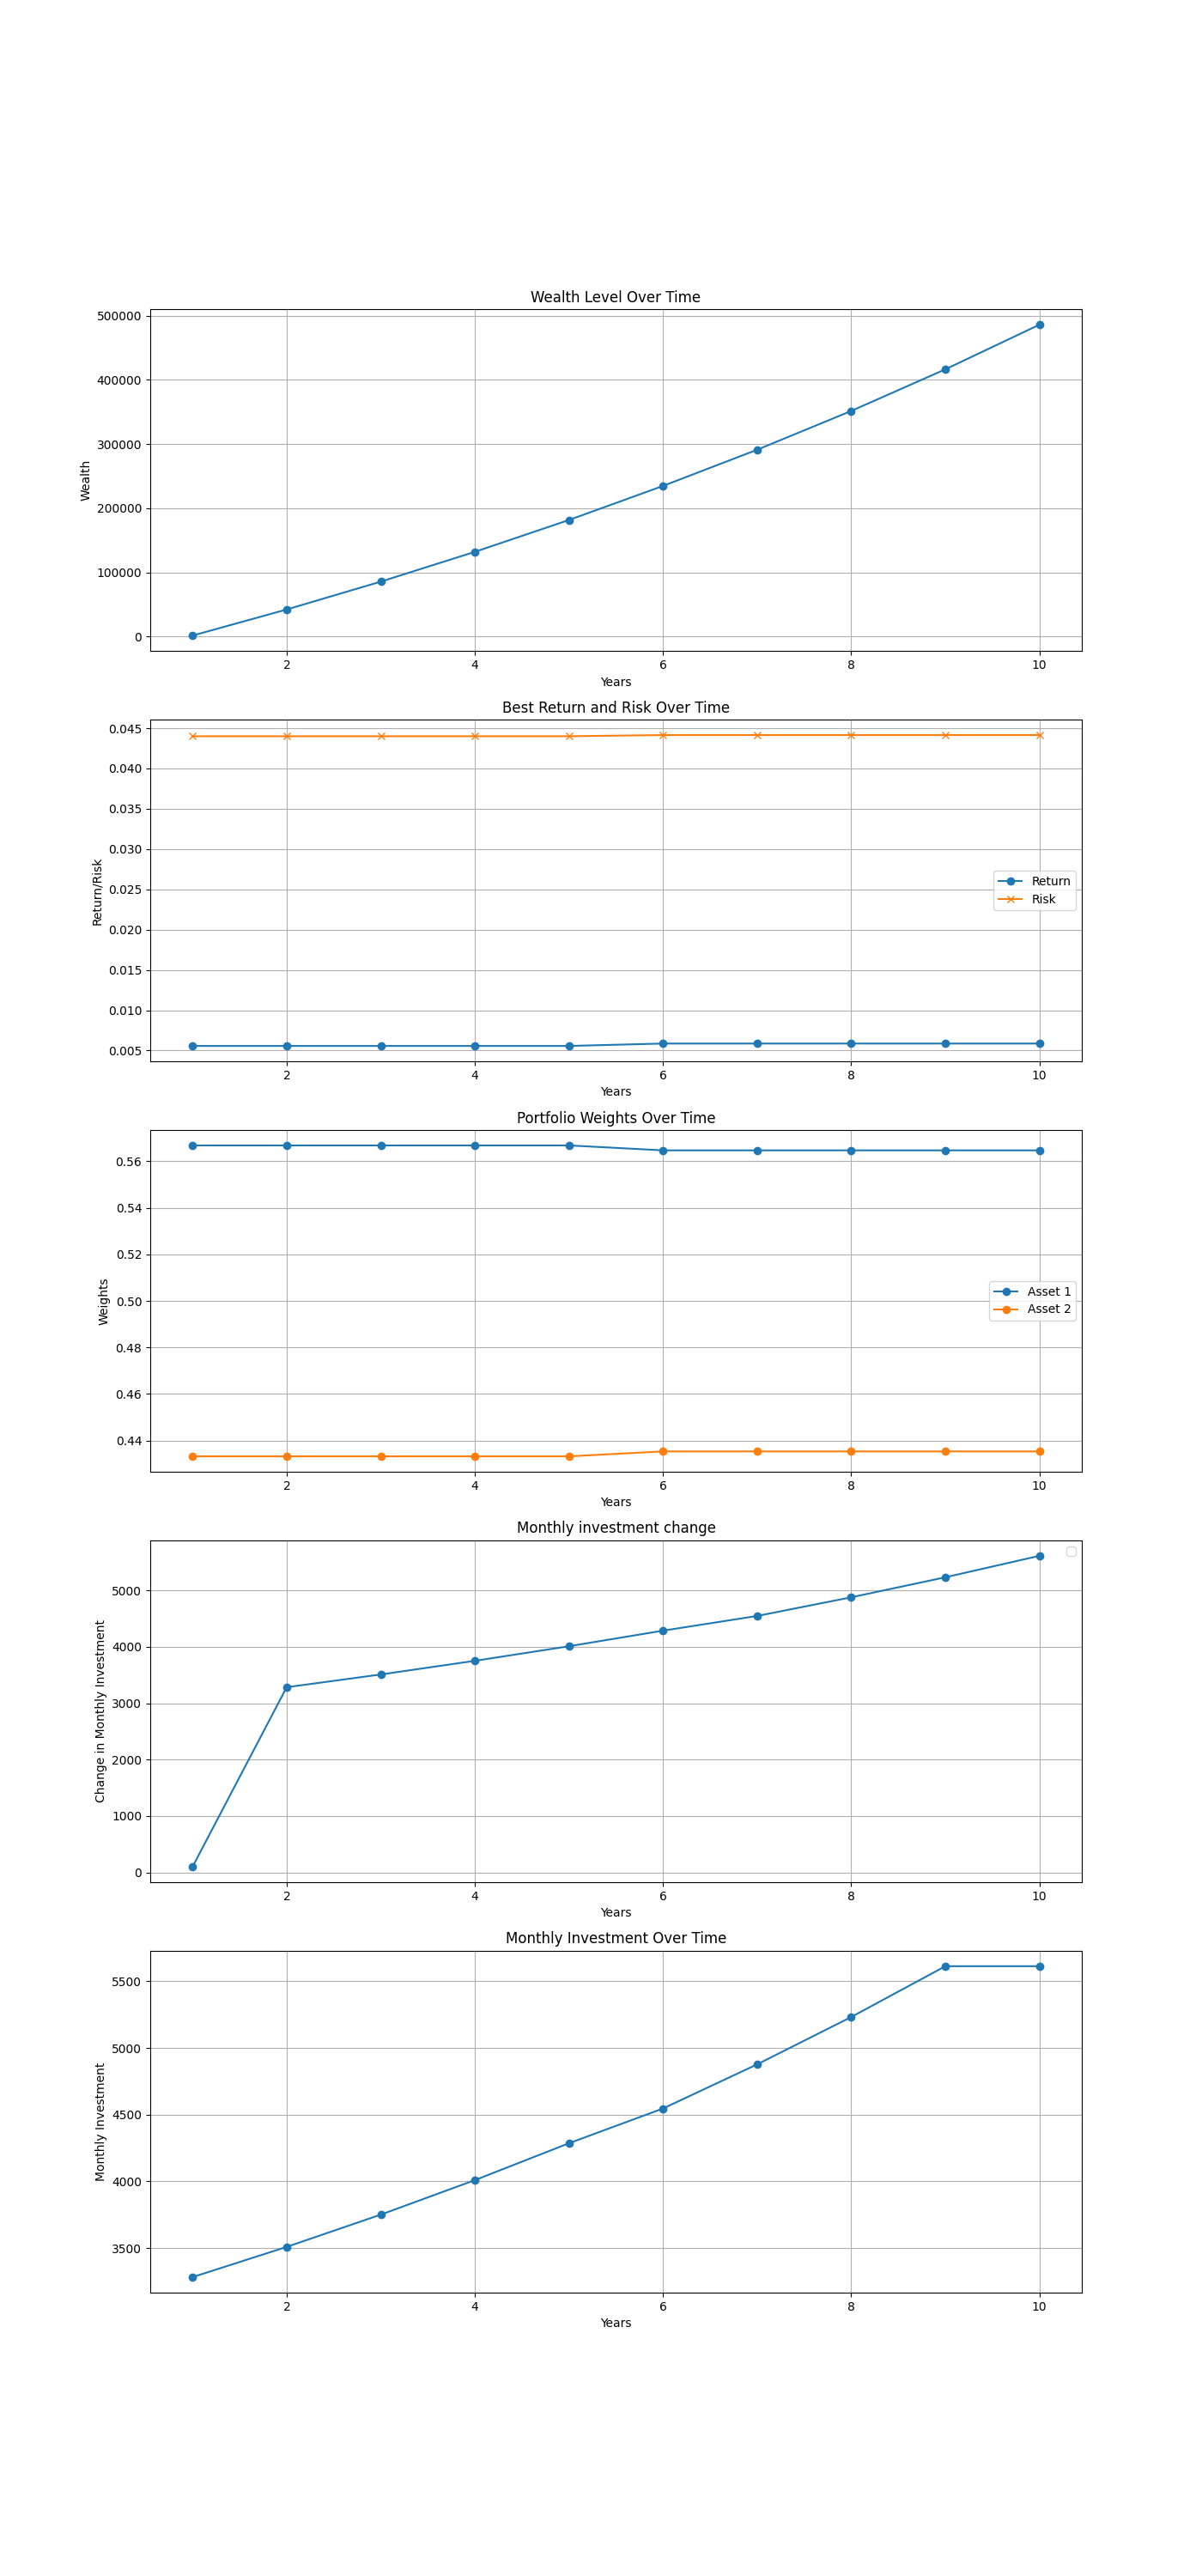 Wealth Level Over Time
500000
400000
300000
200000
100000
0
Wealth
2 4 6 8 10
Years
Best Return and Risk Over Time
0.045
0.040
0.035
0.030
0.025
0.020
0.015
0.010
0.005
Return/Risk
Return
Risk
2 4 6 8 10
Years
Portfolio Weights Over Time
0.56
0.54
0.52
0.50
0.48
0.46
0.44
Weights
Asset 1
Asset 2
2 4 6 8 10
Years
Monthly investment change
5000
4000
3000
2000
1000
0
Change in Monthly Investment
2 4 6 8 10
Years
Monthly Investment Over Time
5500
5000
4500
4000
3500
Monthly Investment
2 4 6 8 10
Years